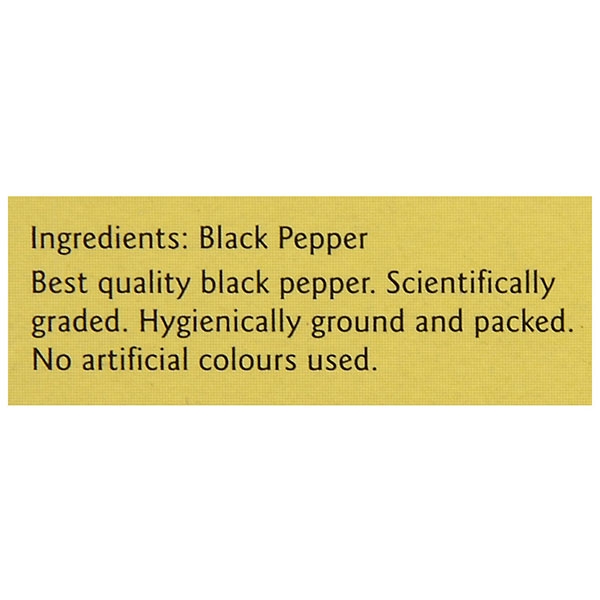 Ingredients: Black Pepper
Best quality black pepper. Scientifically
graded. Hygienically ground and packed.
No artificial colours used.